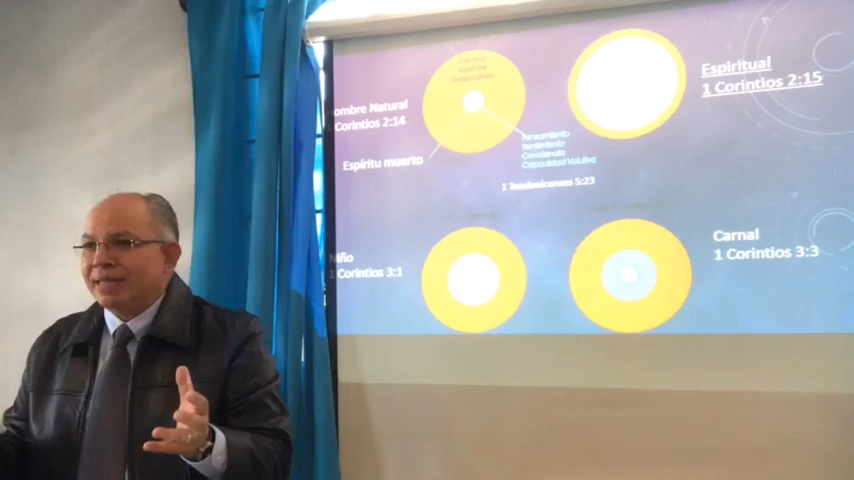 ombre Natural
Corintios 2:14
Espíritu muerto
Pensamiento
Sentimiento
Conciencia
Capacidad Volutiva
1 Tesalonicenses 5:23
Espiritual
1 Corintios 2:15
Niño
1 Corintios 3:1
Carnal
1 Corintios 3:3